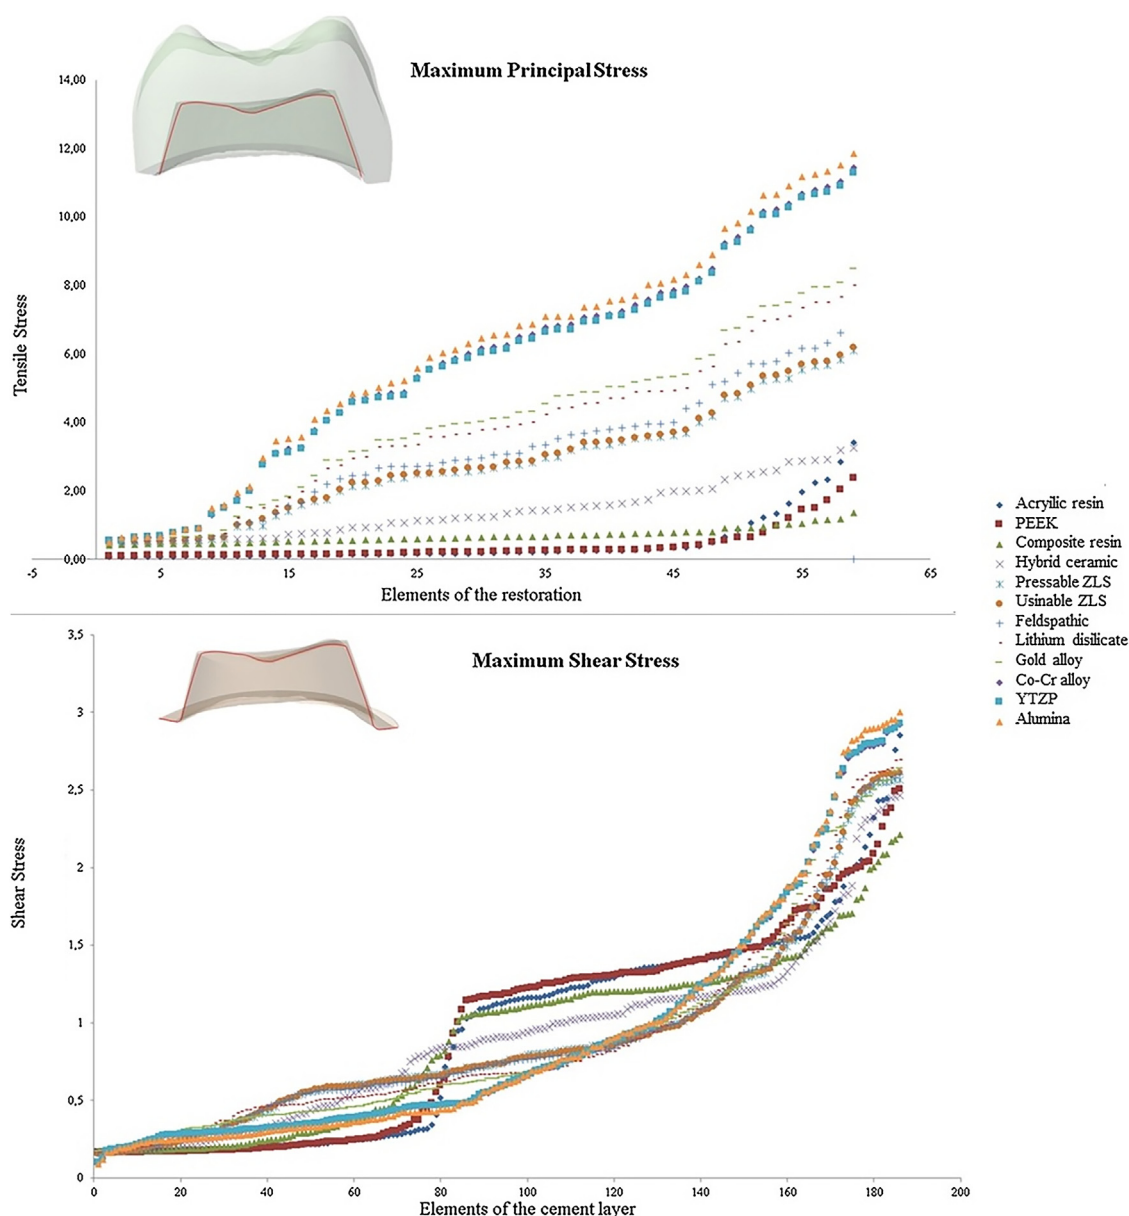 Maximum Principal Stress
14,00
12,00
10,00
8,00
6,00
4,00
2,00
0,00
-5
5
15
25
35
45
55
65
Tensile Stress
Elements of the restoration
Acryilic resin
PEEK
Composite resin
Hybrid ceramic
Pressable ZLS
Usinable ZLS
Feldspathic
Lithium disilicate
Gold alloy
Co-Cr alloy
YTZP
Alumina
Maximum Shear Stress
3,5
3
2,5
2
1,5
1
0,5
0
0
20
40
60
80
100
120
140
160
180
200
Shear Stress
Elements of the cement layer